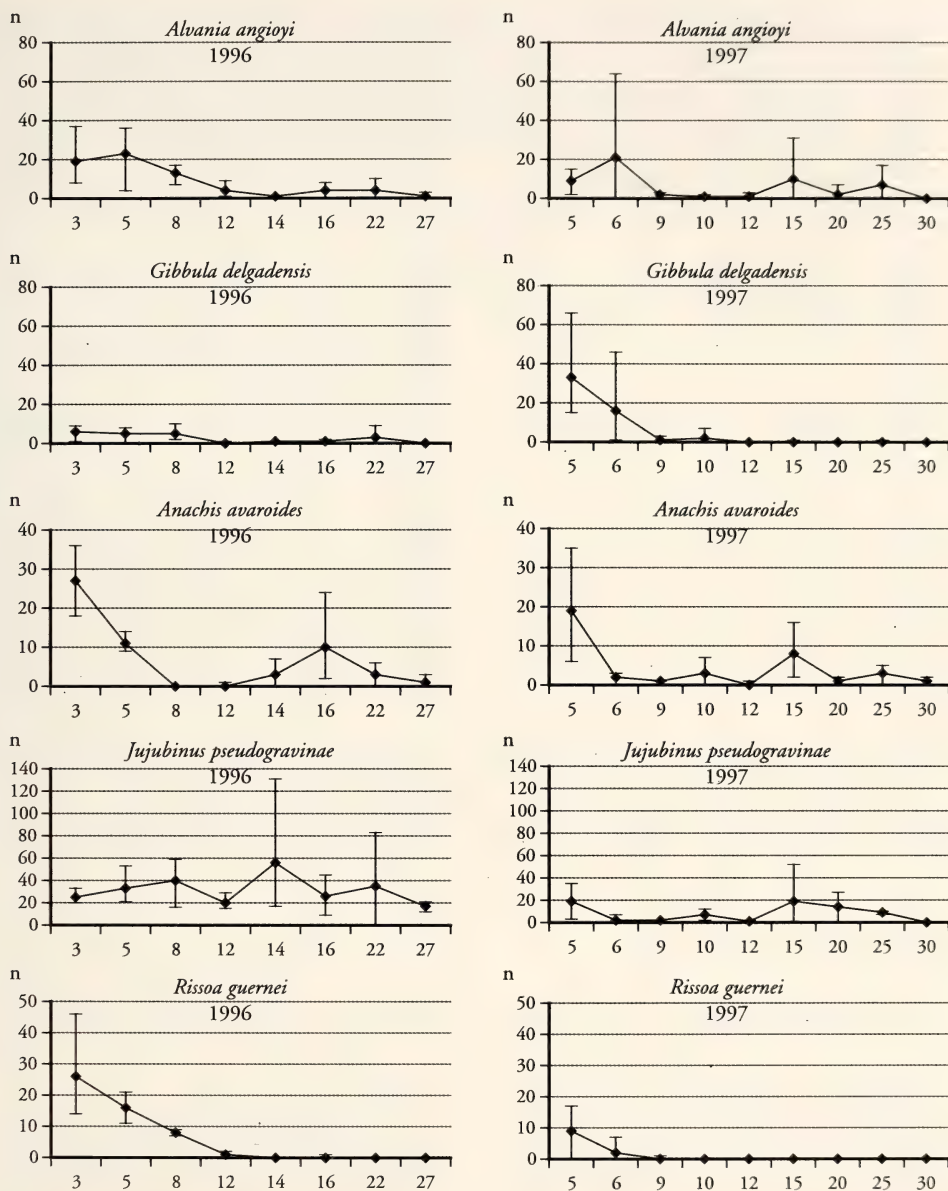 n
Alvania angioyi
1996
80
60
40
20
0
3 5 8 12 14 16 22 27
n
Alvania angioyi
1997
80
60
40
20
0
5 6 9 10 12 15 20 25 30
n
Gibbula delgadensis
1996
80
60
40
20
0
3 5 8 12 14 16 22 27
n
Gibbula delgadensis
1997
80
60
40
20
0
5 6 9 10 12 15 20 25 30
n
Anachis avaroides
1996
40
30
20
10
0
3 5 8 12 14 16 22 27
n
Anachis avaroides
1997
40
30
20
10
0
5 6 9 10 12 15 20 25 30
n
Jujubinus pseudogravinae
1996
140
120
100
80
60
40
20
0
3 5 8 12 14 16 22 27
n
Jujubinus pseudogravinae
1997
140
120
100
80
60
40
20
0
5 6 9 10 12 15 20 25 30
n
Rissoa guernei
1996
50
40
30
20
10
0
3 5 8 12 14 16 22 27
n
Rissoa guernei
1997
50
40
30
20
10
0
5 6 9 10 12 15 20 25 30